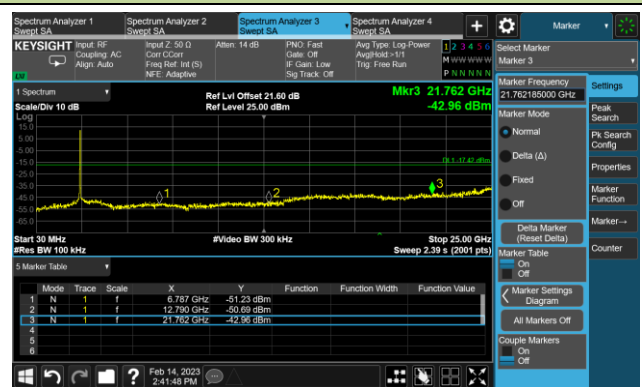 Spectrum Analyzer 1
Swept SA
Spectrum Analyzer 2
Swept SA
Spectrum Analyzer 3
Swept SA
Spectrum Analyzer 4
Swept SA
+
Marker
KEYSIGHT
Input: RF
Coupling: AC
Align: Auto
Input Z: 50 Ω
Corr CCorr
Freq Ref: Int (S)
NFE: Adaptive
Atten: 14 dB
PNO: Fast
Gate: Off
IF Gain: Low
Sig Track: Off
Avg Type: Log-Power
Avg|Hold:>1/1
Trig: Free Run
1 2 3 4 5 6
M W W W W W
P N N N N N
LW
Select Marker
Marker 3
1 Spectrum
Scale/Div 10 dB
Ref Lvl Offset 21.60 dB
Ref Level 25.00 dBm
Mkr3 21.762 GHz
-42.96 dBm
Log
15.0
5.00
-5.00
-15.0
-25.0
-35.0
-45.0
-55.0
-65.0
DL1 -17.42 dBm
1
2
3
Start 30 MHz
#Res BW 100 kHz
#Video BW 300 kHz
Stop 25.00 GHz
Sweep 2.39 s (2001 pts)
5 Marker Table
Mode Trace Scale X Y Function Function Width Function Value
1 N 1 f 6.787 GHz -51.23 dBm
2 N 1 f 12.790 GHz -50.69 dBm
3 N 1 f 21.762 GHz -42.96 dBm
4
5
6
Marker Frequency
21.762185000 GHz
Marker Mode
Normal
Delta (Δ)
Fixed
Off
Delta Marker
(Reset Delta)
Marker Table
On
Off
Marker Settings
Diagram
All Markers Off
Couple Markers
On
Off
Settings
Peak
Search
Pk Search
Config
Properties
Marker
Function
Marker→
Counter
?
Feb 14, 2023
2:41:48 PM